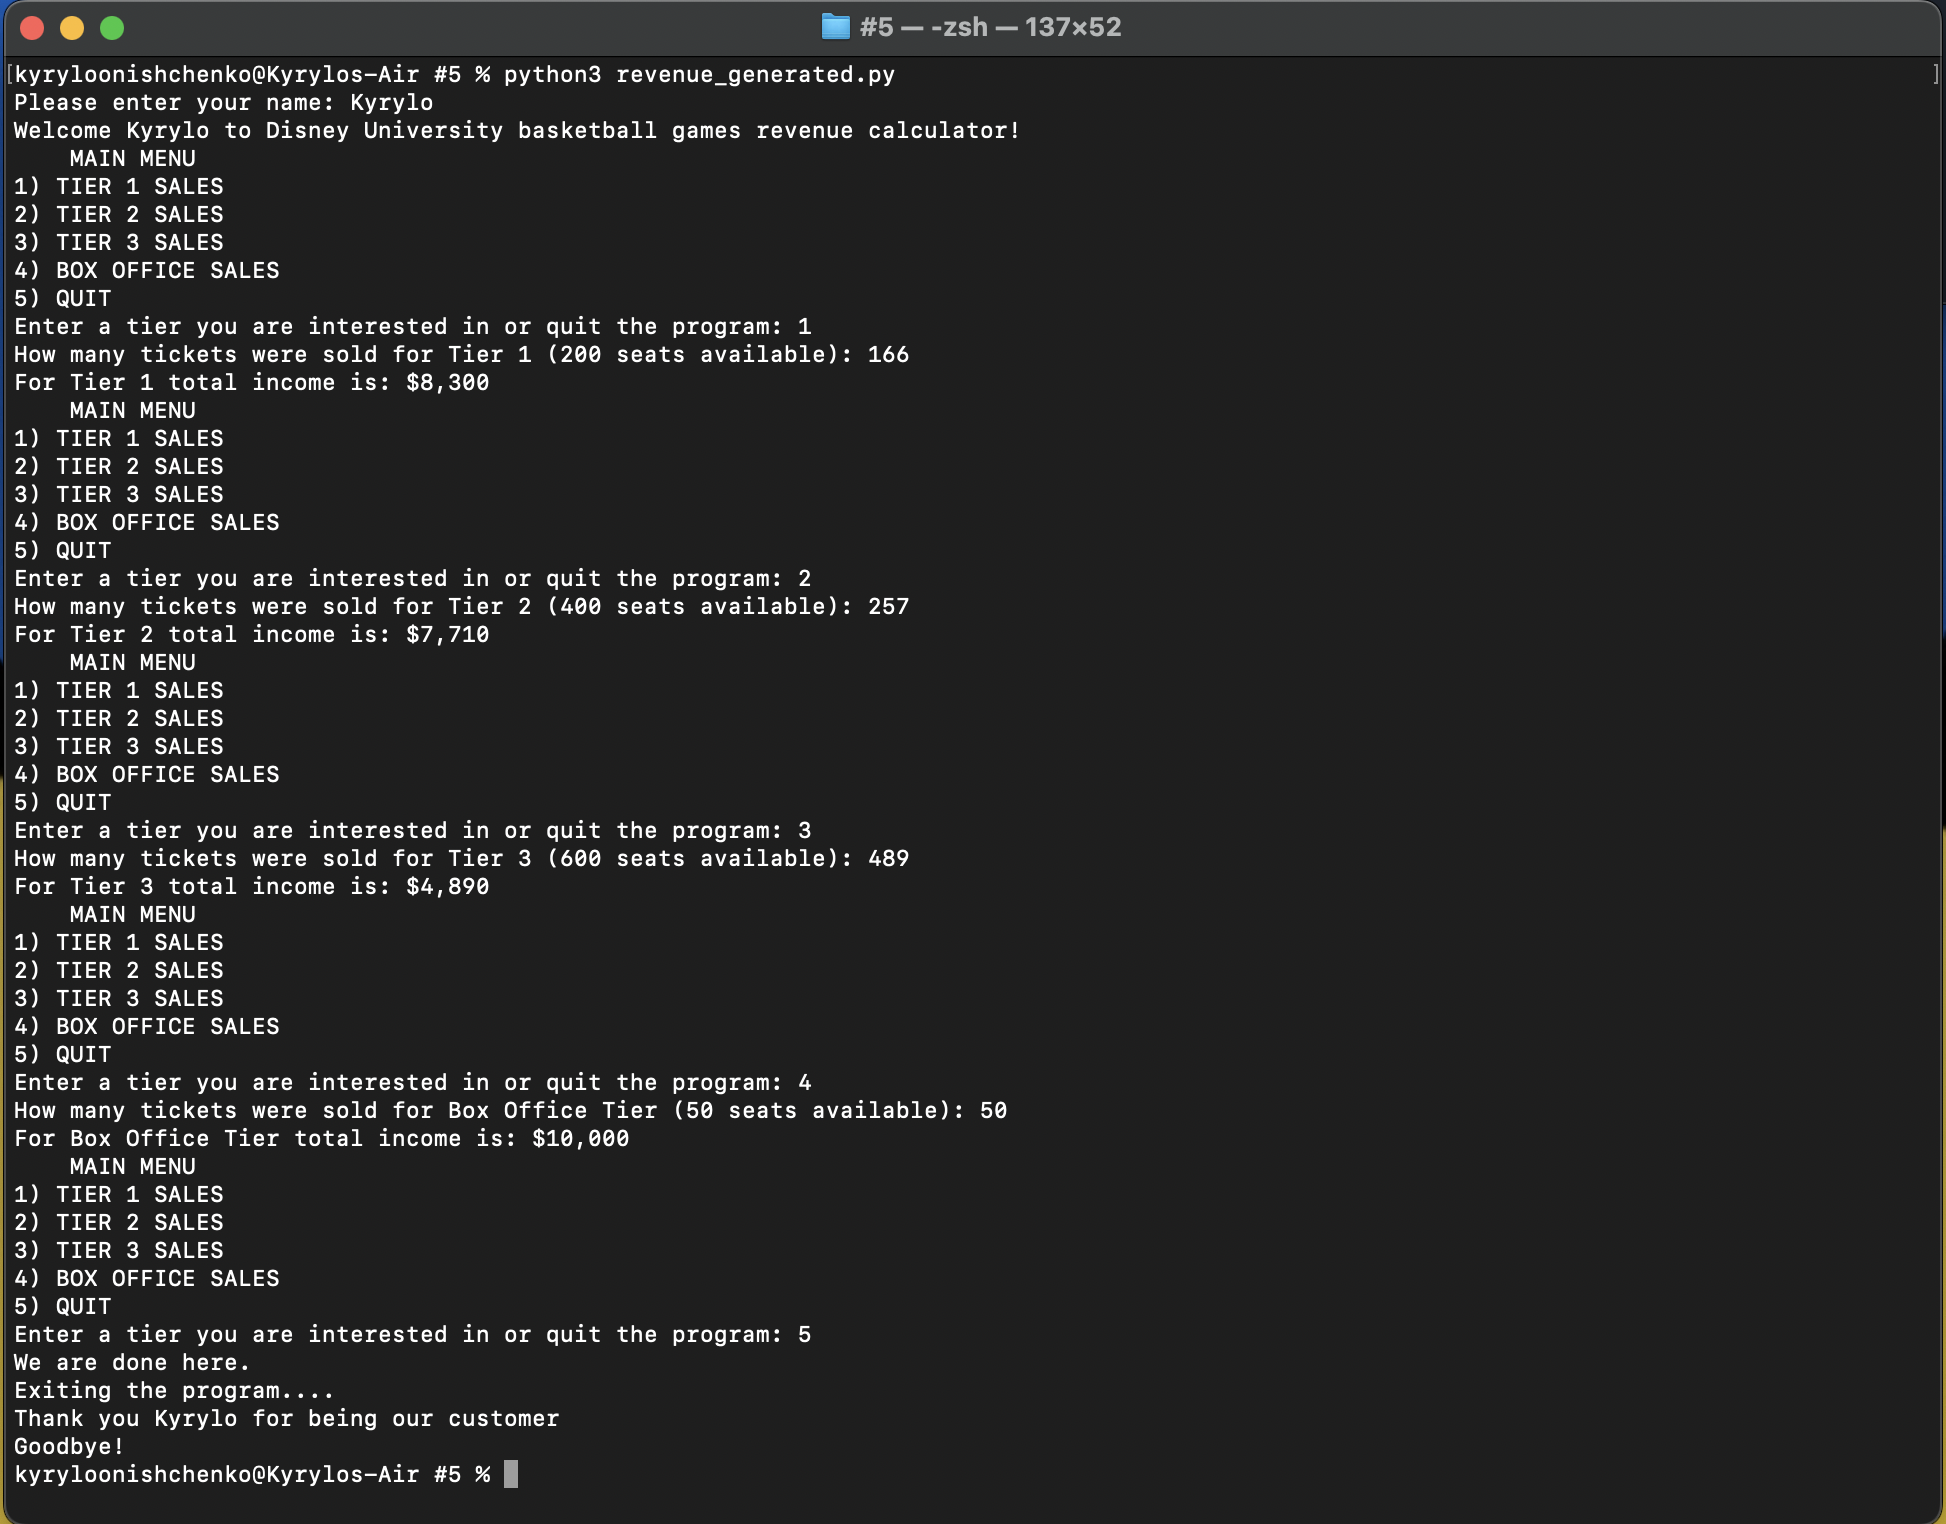 #5 — -zsh — 137×52
[kyryloonishchenko@Kyrylos-Air #5 % python3 revenue_generated.py ]
Please enter your name: Kyrylo
Welcome Kyrylo to Disney University basketball games revenue calculator!
    MAIN MENU
1) TIER 1 SALES
2) TIER 2 SALES
3) TIER 3 SALES
4) BOX OFFICE SALES
5) QUIT
Enter a tier you are interested in or quit the program: 1
How many tickets were sold for Tier 1 (200 seats available): 166
For Tier 1 total income is: $8,300
    MAIN MENU
1) TIER 1 SALES
2) TIER 2 SALES
3) TIER 3 SALES
4) BOX OFFICE SALES
5) QUIT
Enter a tier you are interested in or quit the program: 2
How many tickets were sold for Tier 2 (400 seats available): 257
For Tier 2 total income is: $7,710
    MAIN MENU
1) TIER 1 SALES
2) TIER 2 SALES
3) TIER 3 SALES
4) BOX OFFICE SALES
5) QUIT
Enter a tier you are interested in or quit the program: 3
How many tickets were sold for Tier 3 (600 seats available): 489
For Tier 3 total income is: $4,890
    MAIN MENU
1) TIER 1 SALES
2) TIER 2 SALES
3) TIER 3 SALES
4) BOX OFFICE SALES
5) QUIT
Enter a tier you are interested in or quit the program: 4
How many tickets were sold for Box Office Tier (50 seats available): 50
For Box Office Tier total income is: $10,000
    MAIN MENU
1) TIER 1 SALES
2) TIER 2 SALES
3) TIER 3 SALES
4) BOX OFFICE SALES
5) QUIT
Enter a tier you are interested in or quit the program: 5
We are done here.
Exiting the program....
Thank you Kyrylo for being our customer
Goodbye!
kyryloonishchenko@Kyrylos-Air #5 %